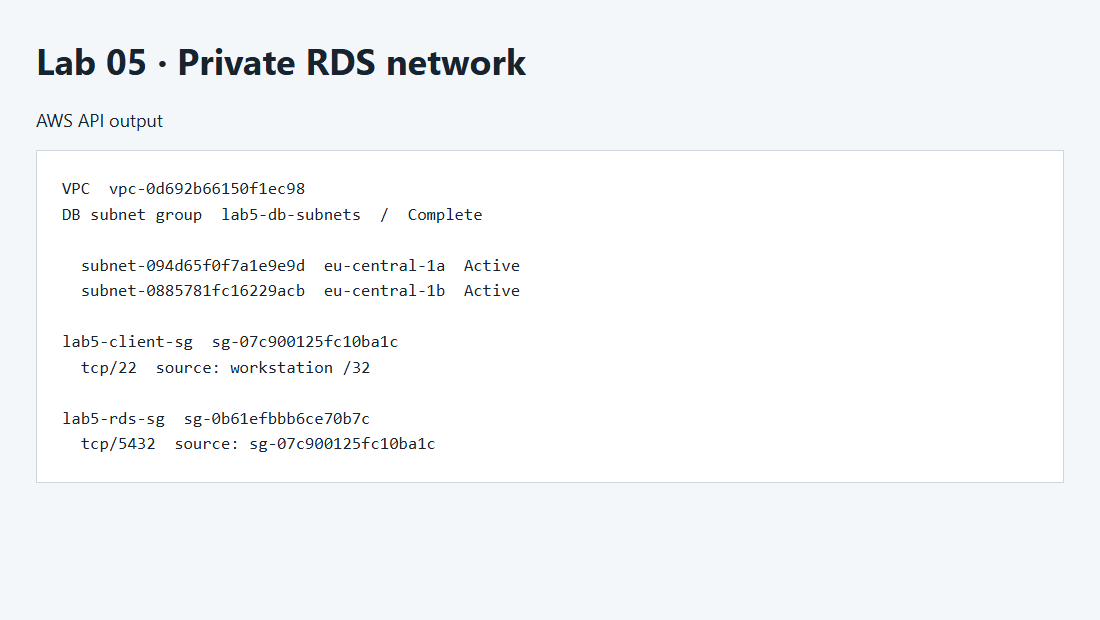 Lab 05 · Private RDS network
AWS API output
VPC  vpc-0d692b66150f1ec98
DB subnet group  lab5-db-subnets  /  Complete
subnet-094d65f0f7a1e9e9d  eu-central-1a  Active
subnet-0885781fc16229acb  eu-central-1b  Active
lab5-client-sg  sg-07c900125fc10ba1c
tcp/22  source: workstation /32
lab5-rds-sg  sg-0b61efbbb6ce70b7c
tcp/5432  source: sg-07c900125fc10ba1c